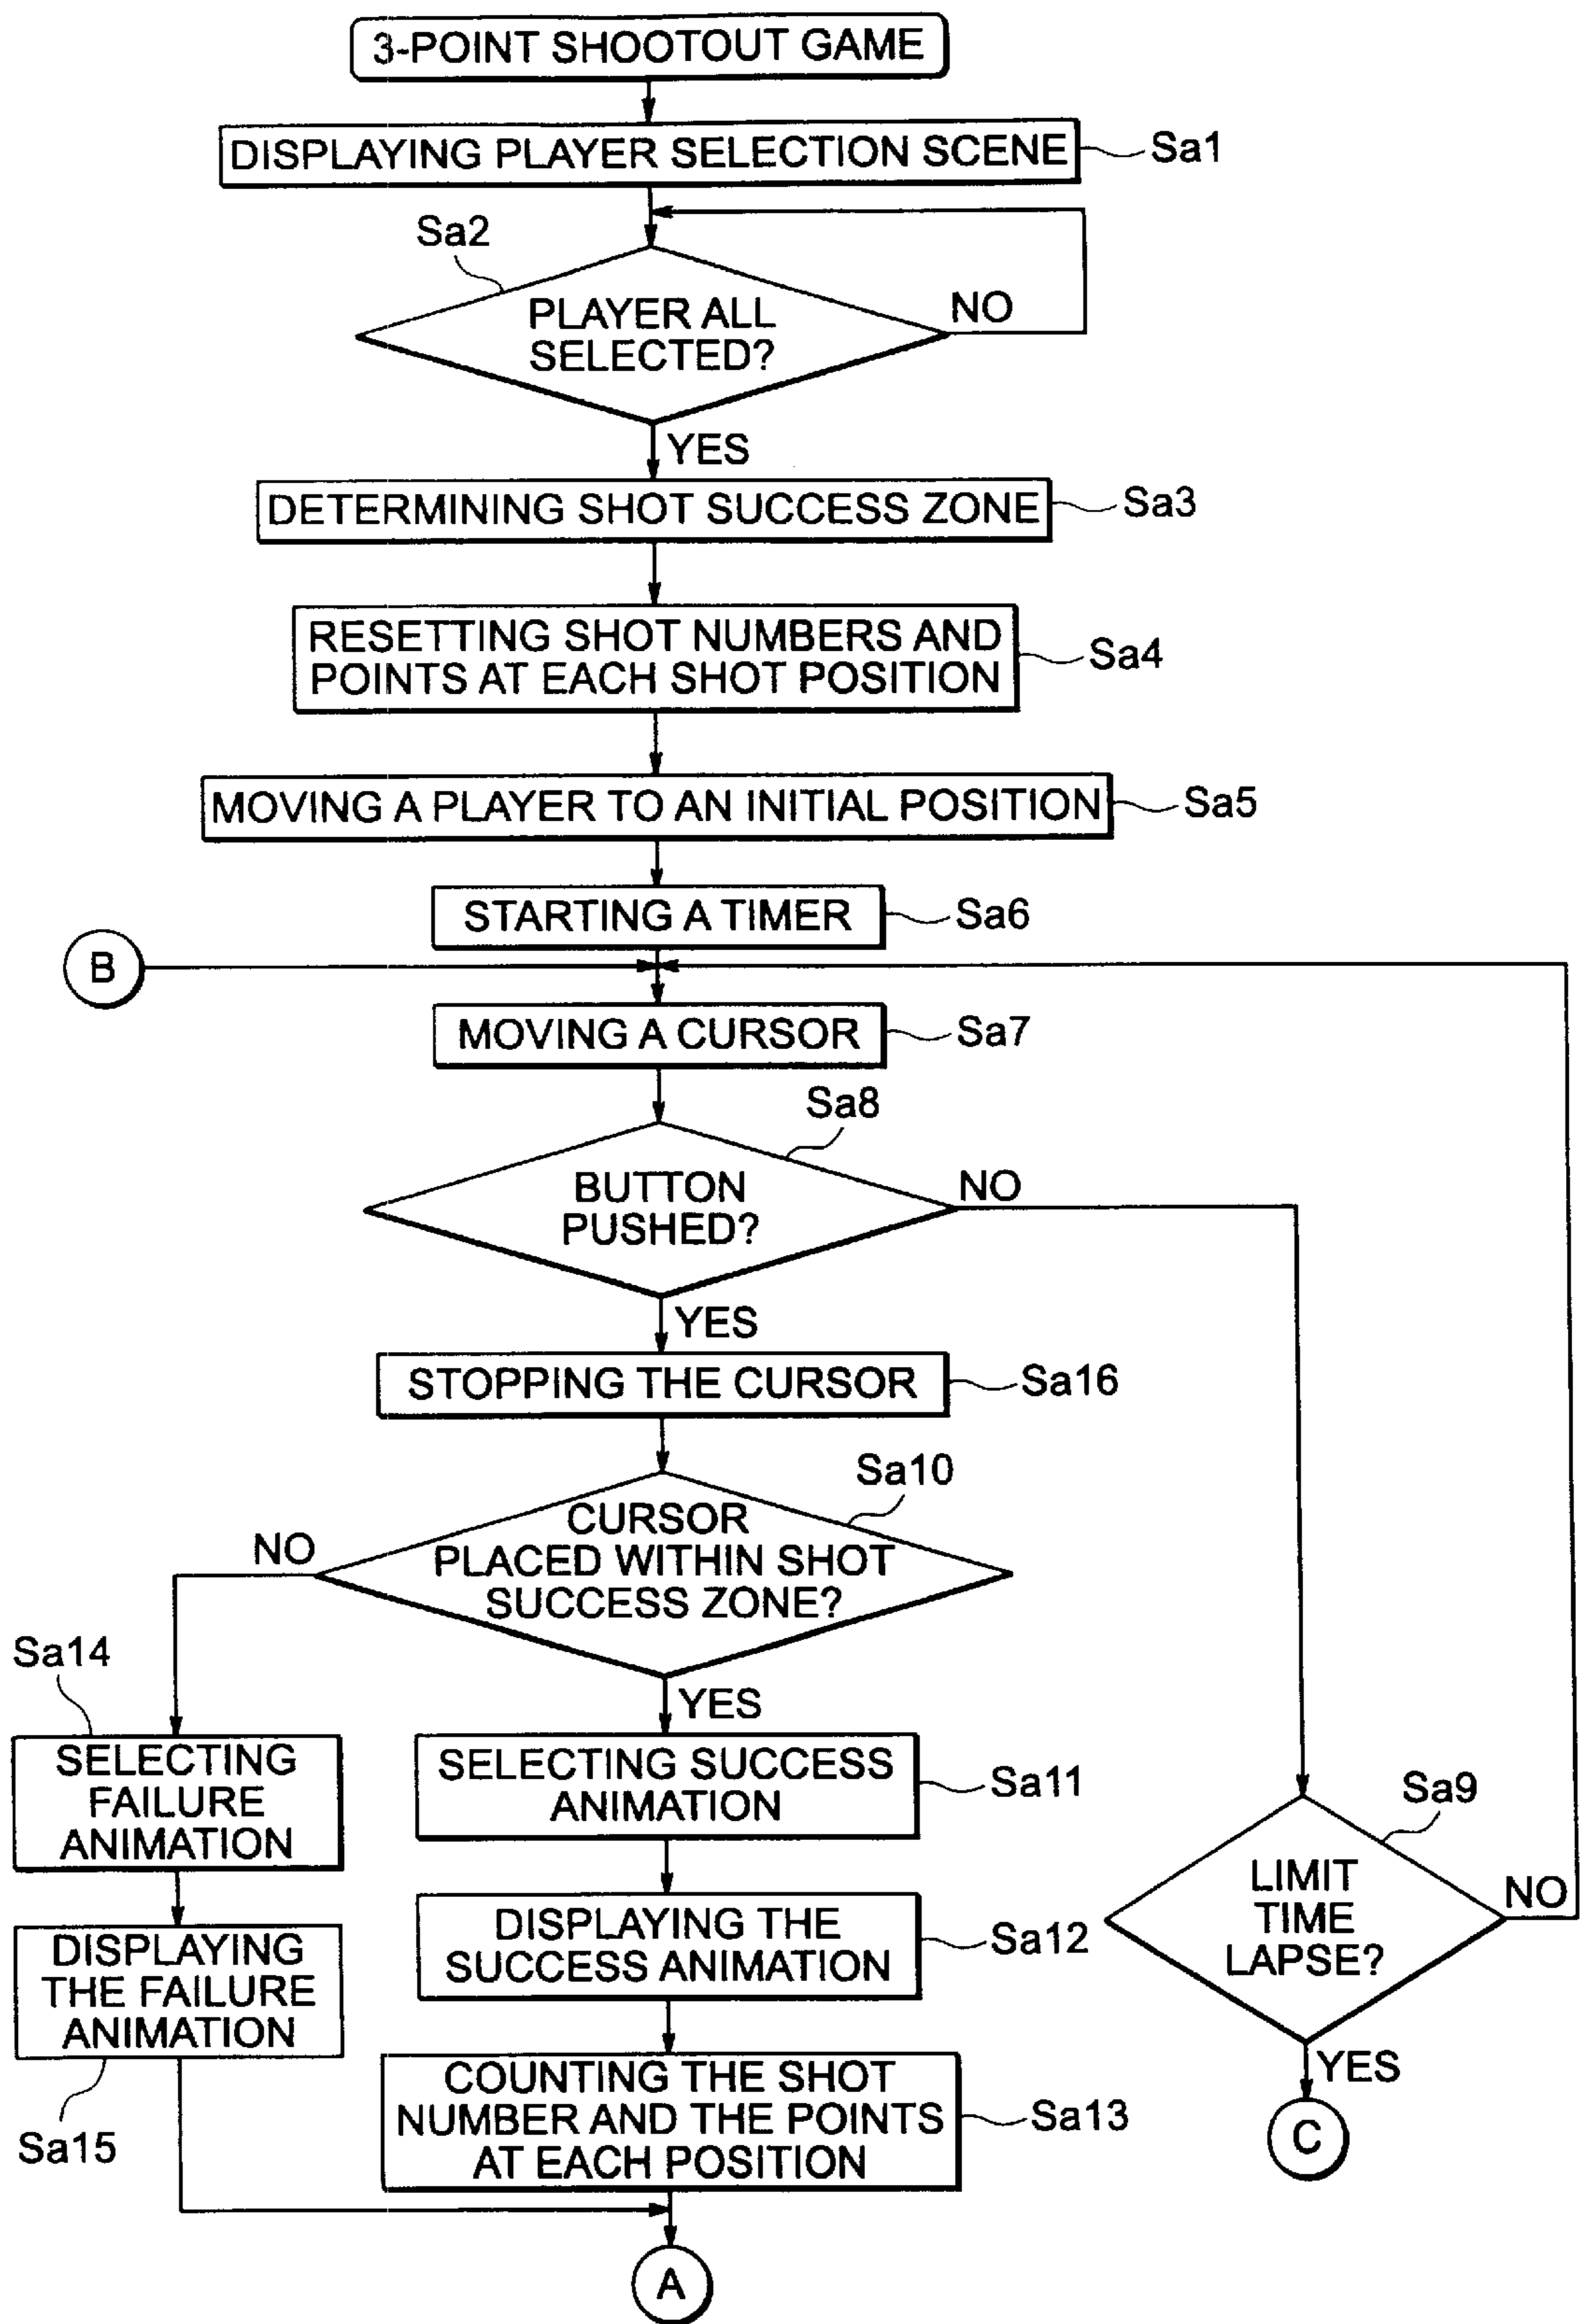 3-POINT SHOOTOUT GAME
DISPLAYING PLAYER SELECTION SCENE
Sa1
Sa2
PLAYER ALL
SELECTED?
NO
YES
DETERMINING SHOT SUCCESS ZONE
Sa3
RESETTING SHOT NUMBERS AND
POINTS AT EACH SHOT POSITION
Sa4
MOVING A PLAYER TO AN INITIAL POSITION
Sa5
STARTING A TIMER
Sa6
B
MOVING A CURSOR
Sa7
Sa8
BUTTON
PUSHED?
NO
YES
STOPPING THE CURSOR
Sa16
Sa10
CURSOR
PLACED WITHIN SHOT
SUCCESS ZONE?
NO
YES
Sa14
SELECTING
FAILURE
ANIMATION
SELECTING SUCCESS
ANIMATION
Sa11
Sa9
LIMIT
TIME
LAPSE?
NO
YES
DISPLAYING
THE FAILURE
ANIMATION
Sa15
DISPLAYING THE
SUCCESS ANIMATION
Sa12
COUNTING THE SHOT
NUMBER AND THE POINTS
AT EACH POSITION
Sa13
C
A